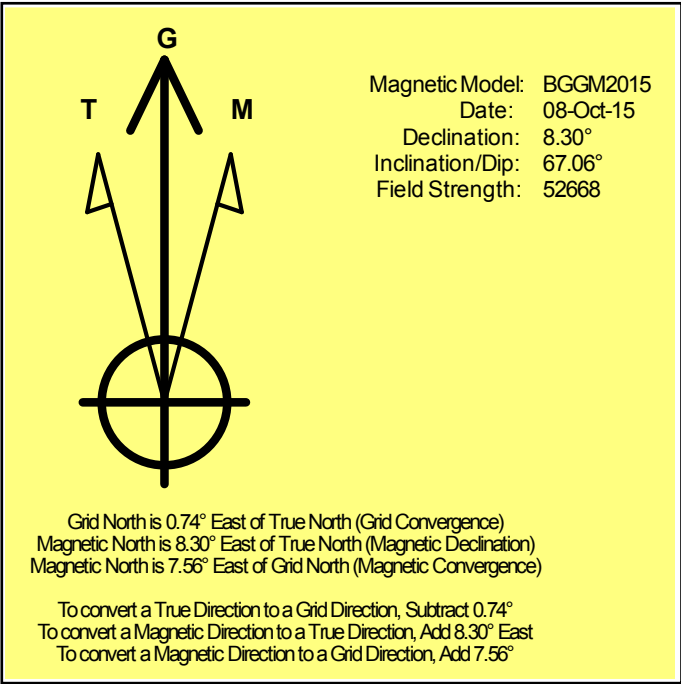 G
T M
Magnetic Model: BGGM2015
Date: 08-Oct-15
Declination: 8.30°
Inclination/Dip: 67.06°
Field Strength: 52668
Grid North is 0.74° East of True North (Grid Convergence)
Magnetic North is 8.30° East of True North (Magnetic Declination)
Magnetic North is 7.56° East of Grid North (Magnetic Convergence)
To convert a True Direction to a Grid Direction, Subtract 0.74°
To convert a Magnetic Direction to a True Direction, Add 8.30° East
To convert a Magnetic Direction to a Grid Direction, Add 7.56°